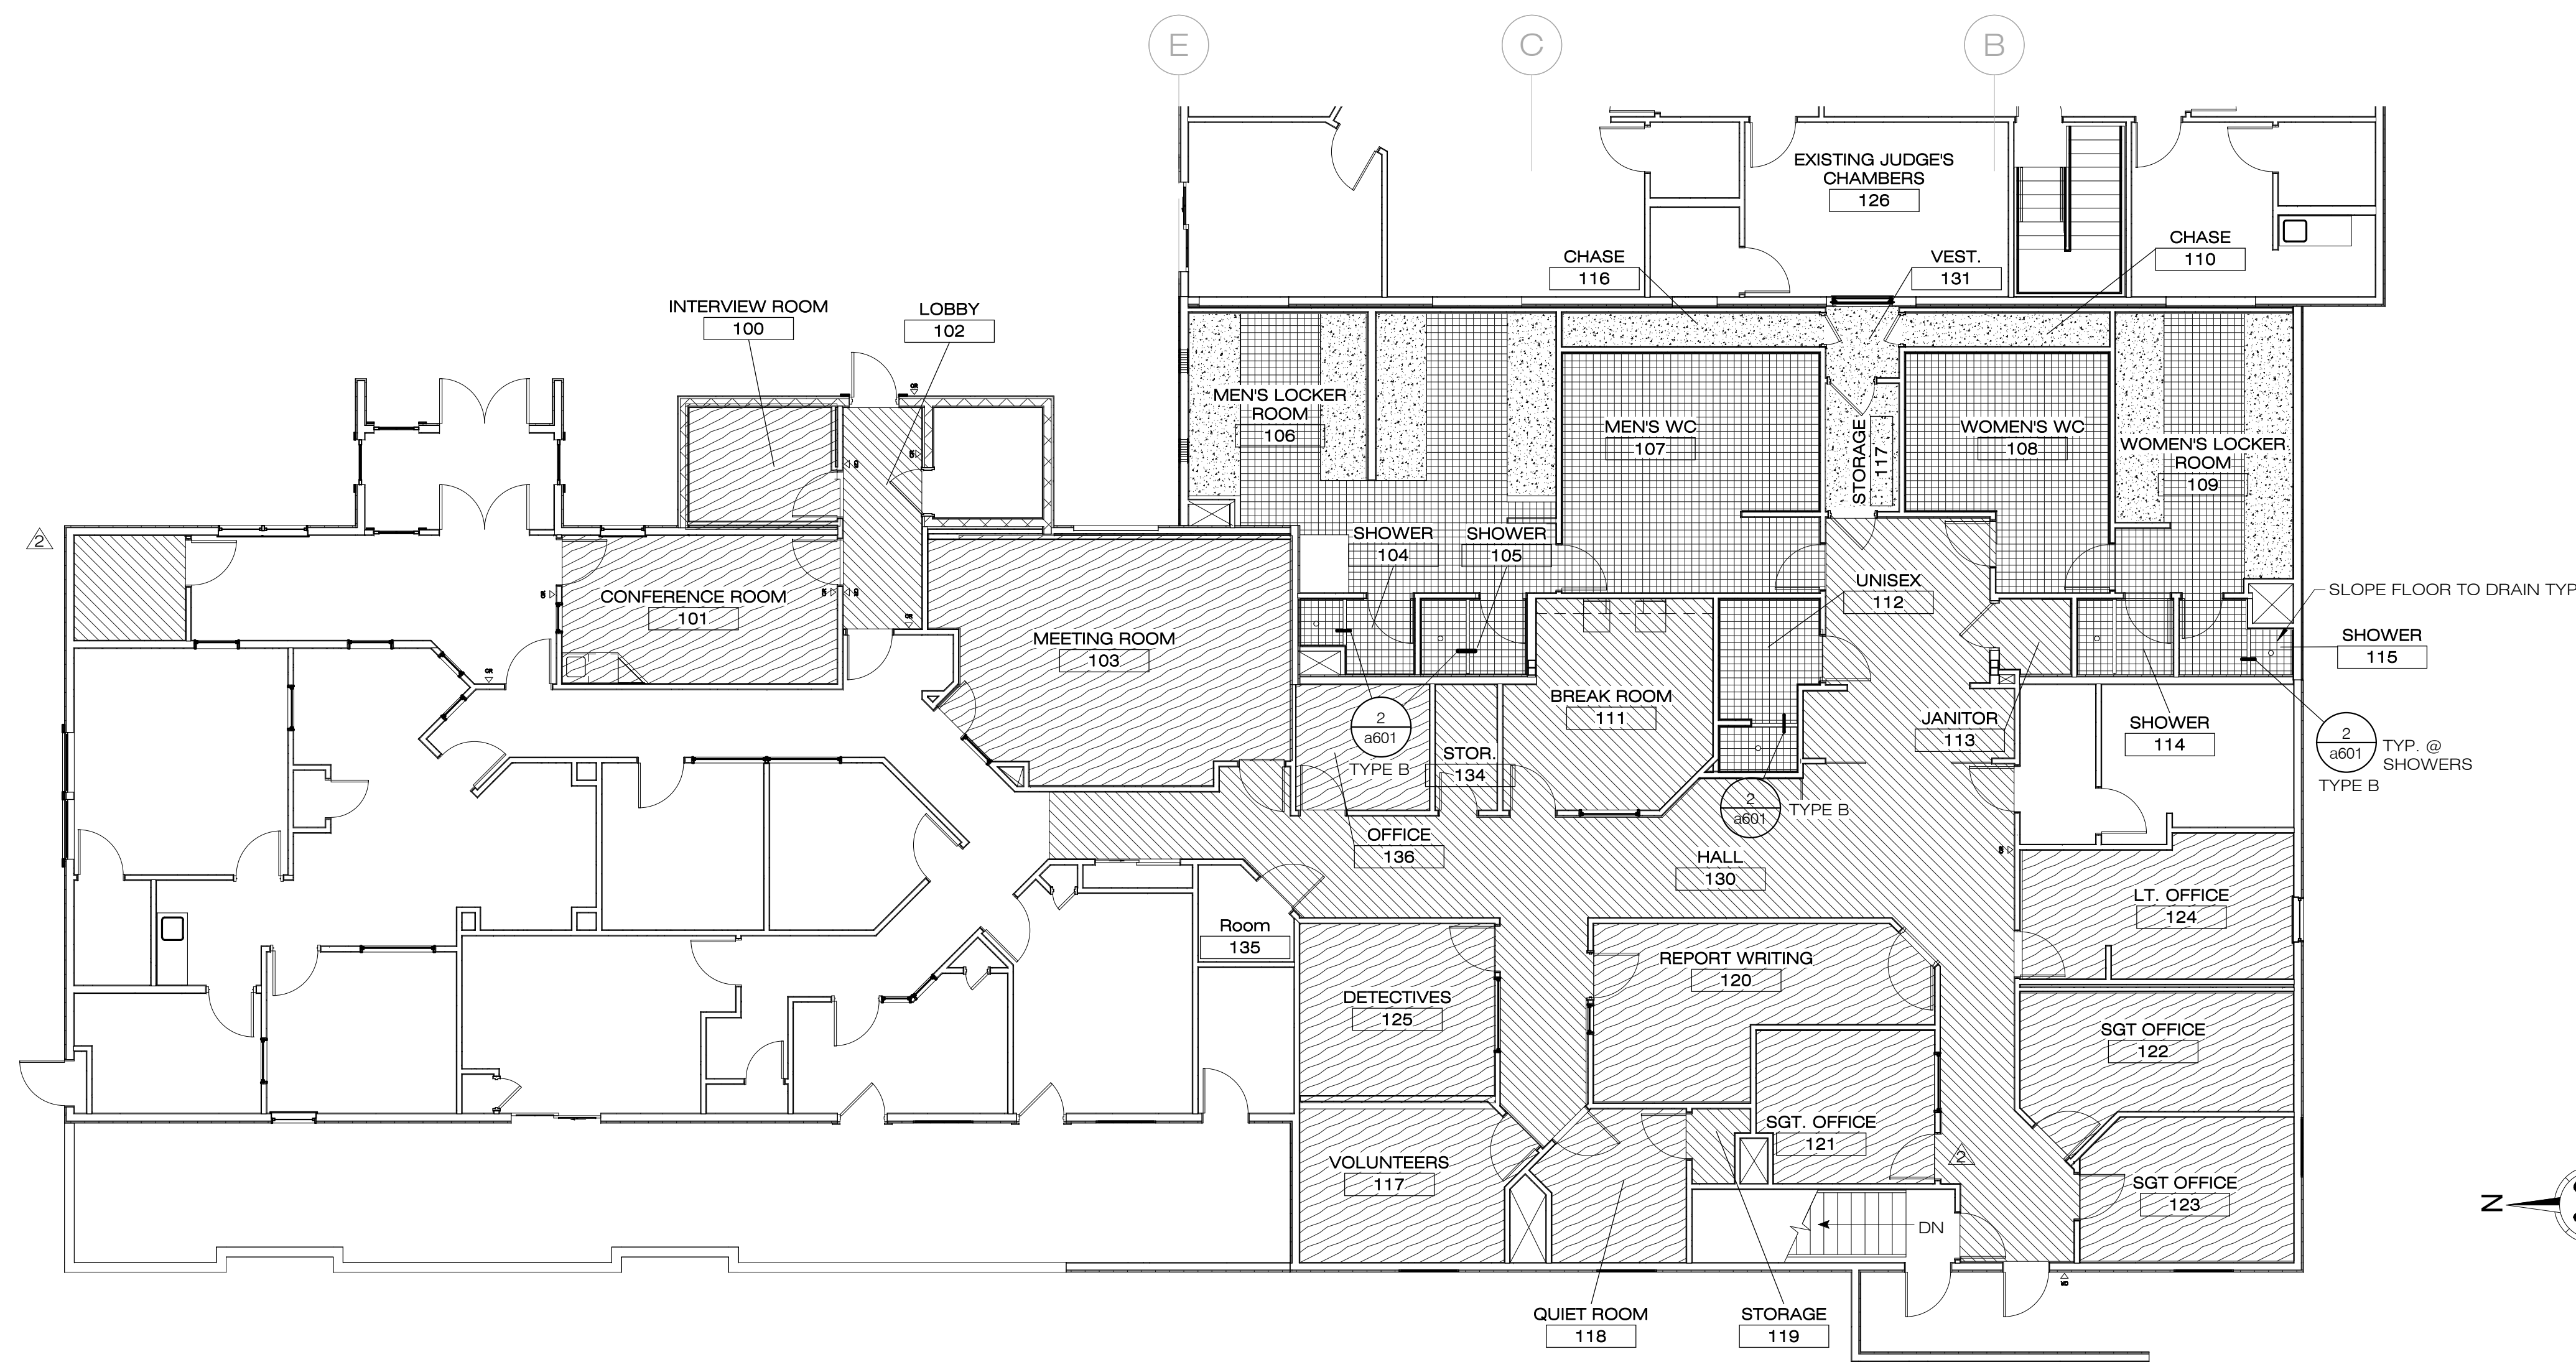 E
C
B
EXISTING JUDGE'S
CHAMBERS
126
CHASE
116
VEST.
131
CHASE
110
INTERVIEW ROOM
100
LOBBY
102
MEN'S LOCKER
ROOM
106
MEN'S WC
107
STORAGE
117
WOMEN'S WC
108
WOMEN'S LOCKER
ROOM
109
2
SHOWER
104
SHOWER
105
UNISEX
112
SLOPE FLOOR TO DRAIN TYP
CONFERENCE ROOM
101
MEETING ROOM
103
SHOWER
115
BREAK ROOM
111
JANITOR
113
SHOWER
114
2
a601
TYPE B
STOR.
134
2
a601
TYP. @
SHOWERS
TYPE B
2
a601
TYPE B
OFFICE
136
HALL
130
LT. OFFICE
124
Room
135
REPORT WRITING
120
DETECTIVES
125
SGT OFFICE
122
SGT. OFFICE
121
2
VOLUNTEERS
117
SGT OFFICE
123
N
DN
QUIET ROOM
118
STORAGE
119